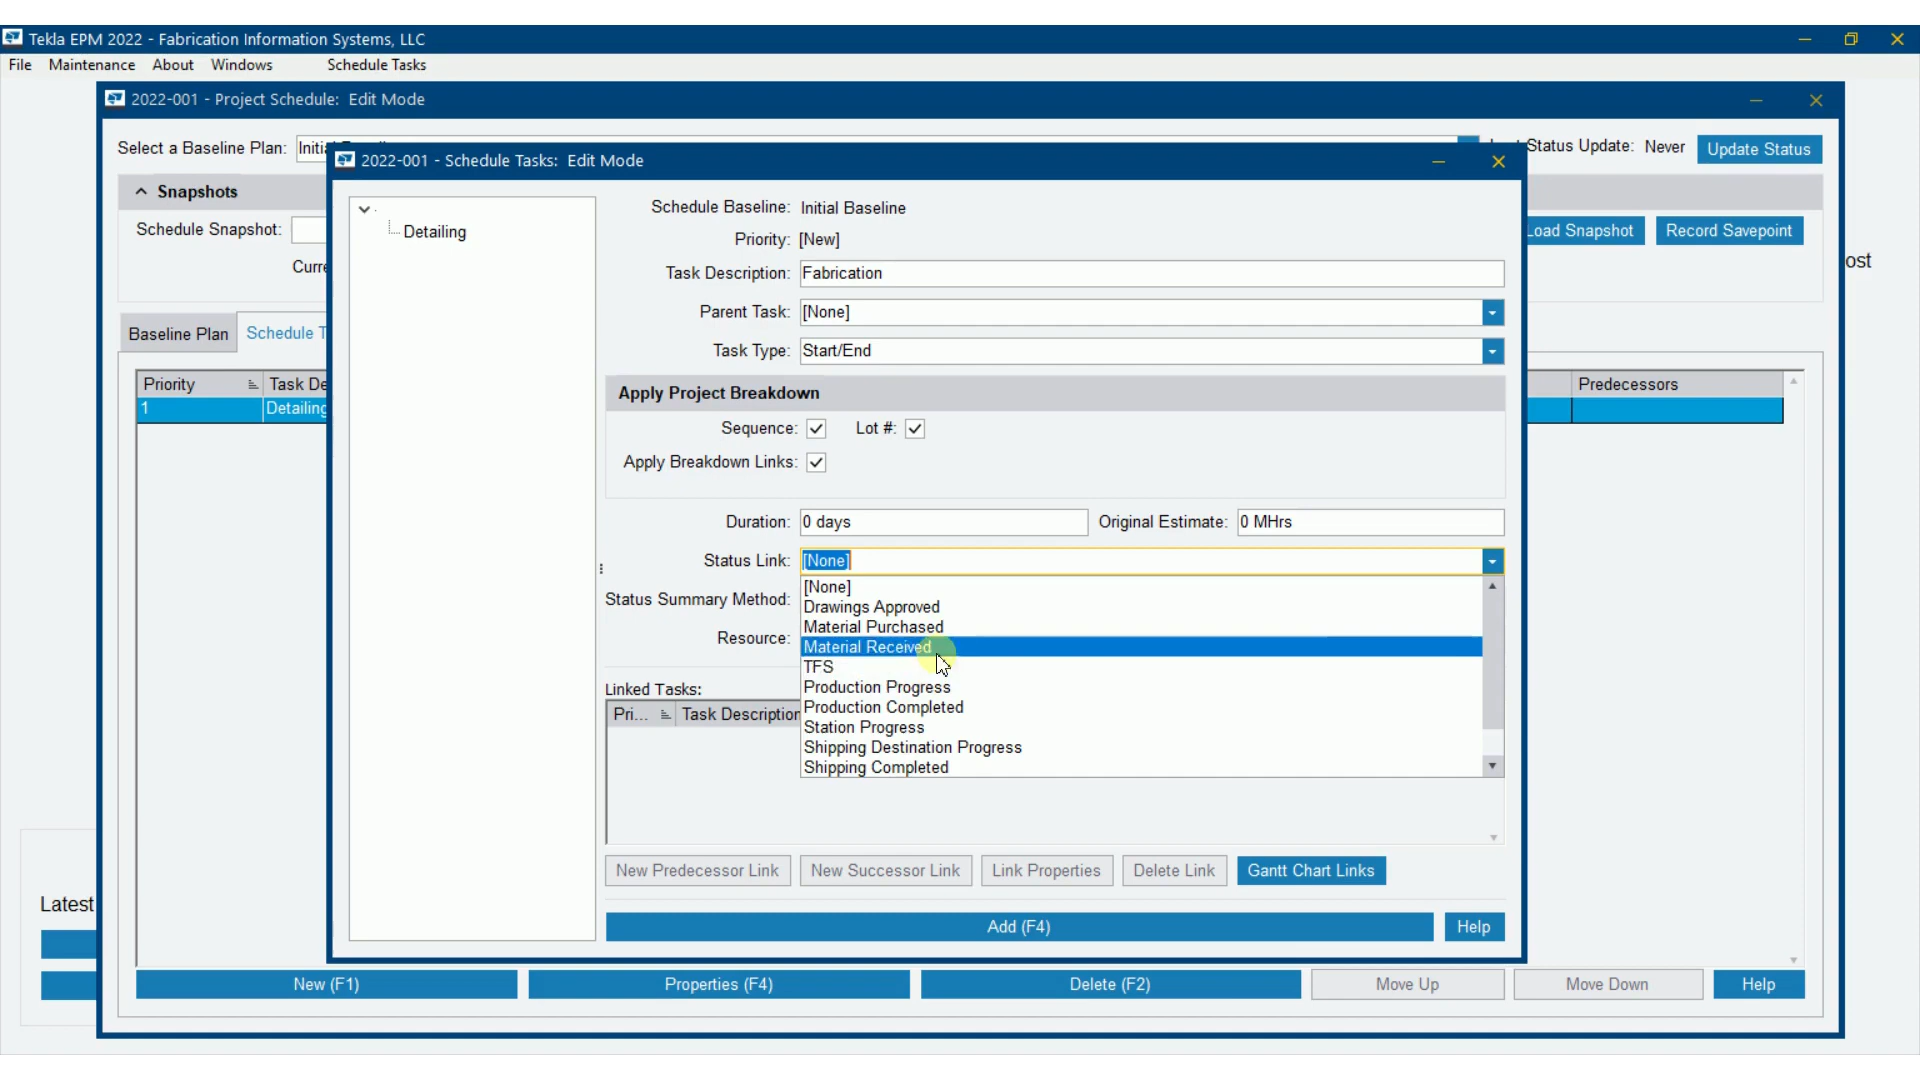 Tekla EPM 2022 - Fabrication Information Systems, LLC
File Maintenance About Windows Schedule Tasks
2022-001 - Project Schedule: Edit Mode
Select a Baseline Plan: Status Update: Never Update Status
2022-001 - Schedule Tasks: Edit Mode
Snapshots
Schedule Snapshot: Load Snapshot Record Savepoint
Baseline Plan Schedule
Priority Task Predecessors
1 Detailing
Detailing
Schedule Baseline: Initial Baseline
Priority: [New]
Task Description: Fabrication
Parent Task: [None]
Task Type: Start/End
Apply Project Breakdown
Sequence: Lot #:
Apply Breakdown Links:
Duration: 0 days Original Estimate: 0 MHrs
Status Link: [None]
[None]
Status Summary Method:
Drawings Approved
Material Purchased
Resource:
Material Received
TFS
Linked Tasks:
Production Progress
Pri... Task Description
Production Completed
Station Progress
Shipping Destination Progress
Shipping Completed
New Predecessor Link New Successor Link Link Properties Delete Link Gantt Chart Links
Add (F4) Help
Latest
New (F1) Properties (F4) Delete (F2) Move Up Move Down Help